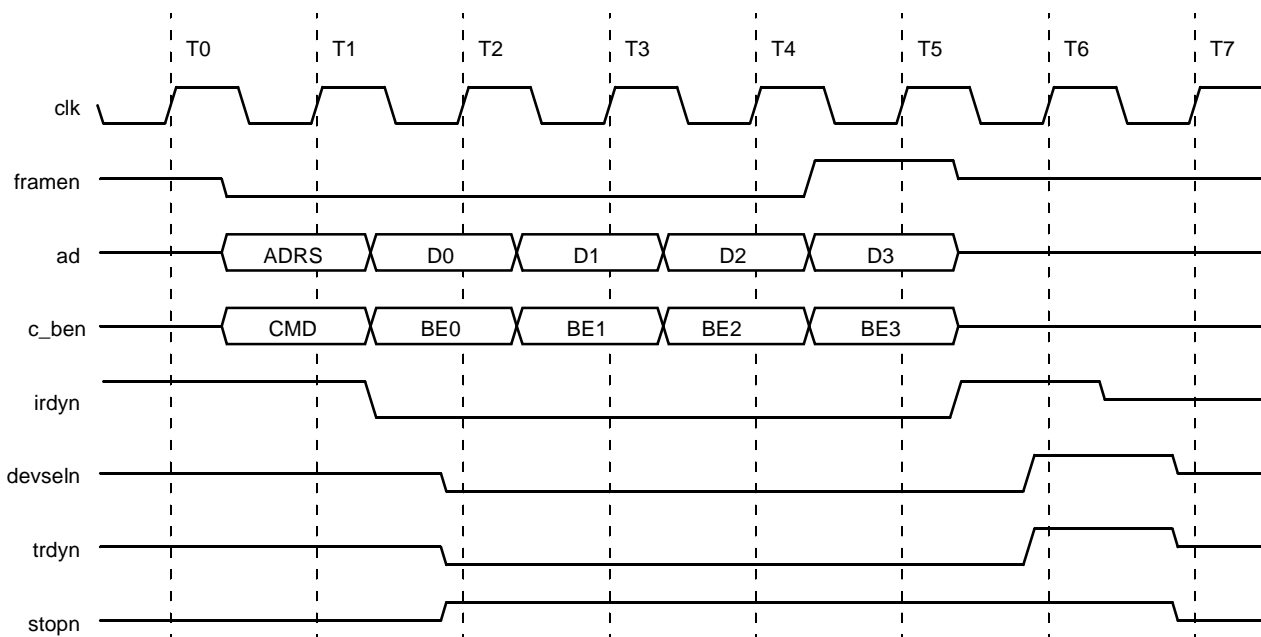 T0 T1 T2 T3 T4 T5 T6 T7
clk
framen
ad ADRS D0 D1 D2 D3
c_ben CMD BE0 BE1 BE2 BE3
irdyn
devseln
trdyn
stopn